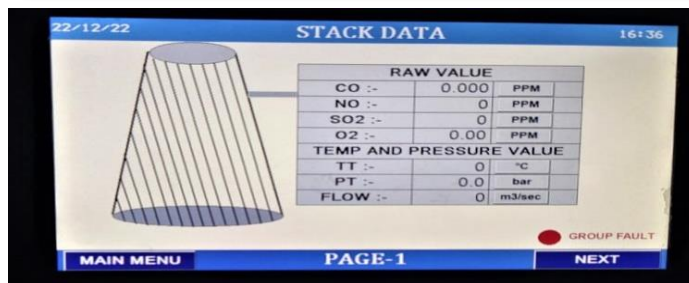 22/12/22 STACK DATA 16:36
RAW VALUE
CO :- 0.000 PPM
NO :- 0 PPM
SO2 :- 0 PPM
O2 :- 0.00 PPM
TEMP AND PRESSURE VALUE
TT :- 0 °C
PT :- 0.0 bar
FLOW :- 0 m3/sec
GROUP FAULT
MAIN MENU PAGE-1 NEXT